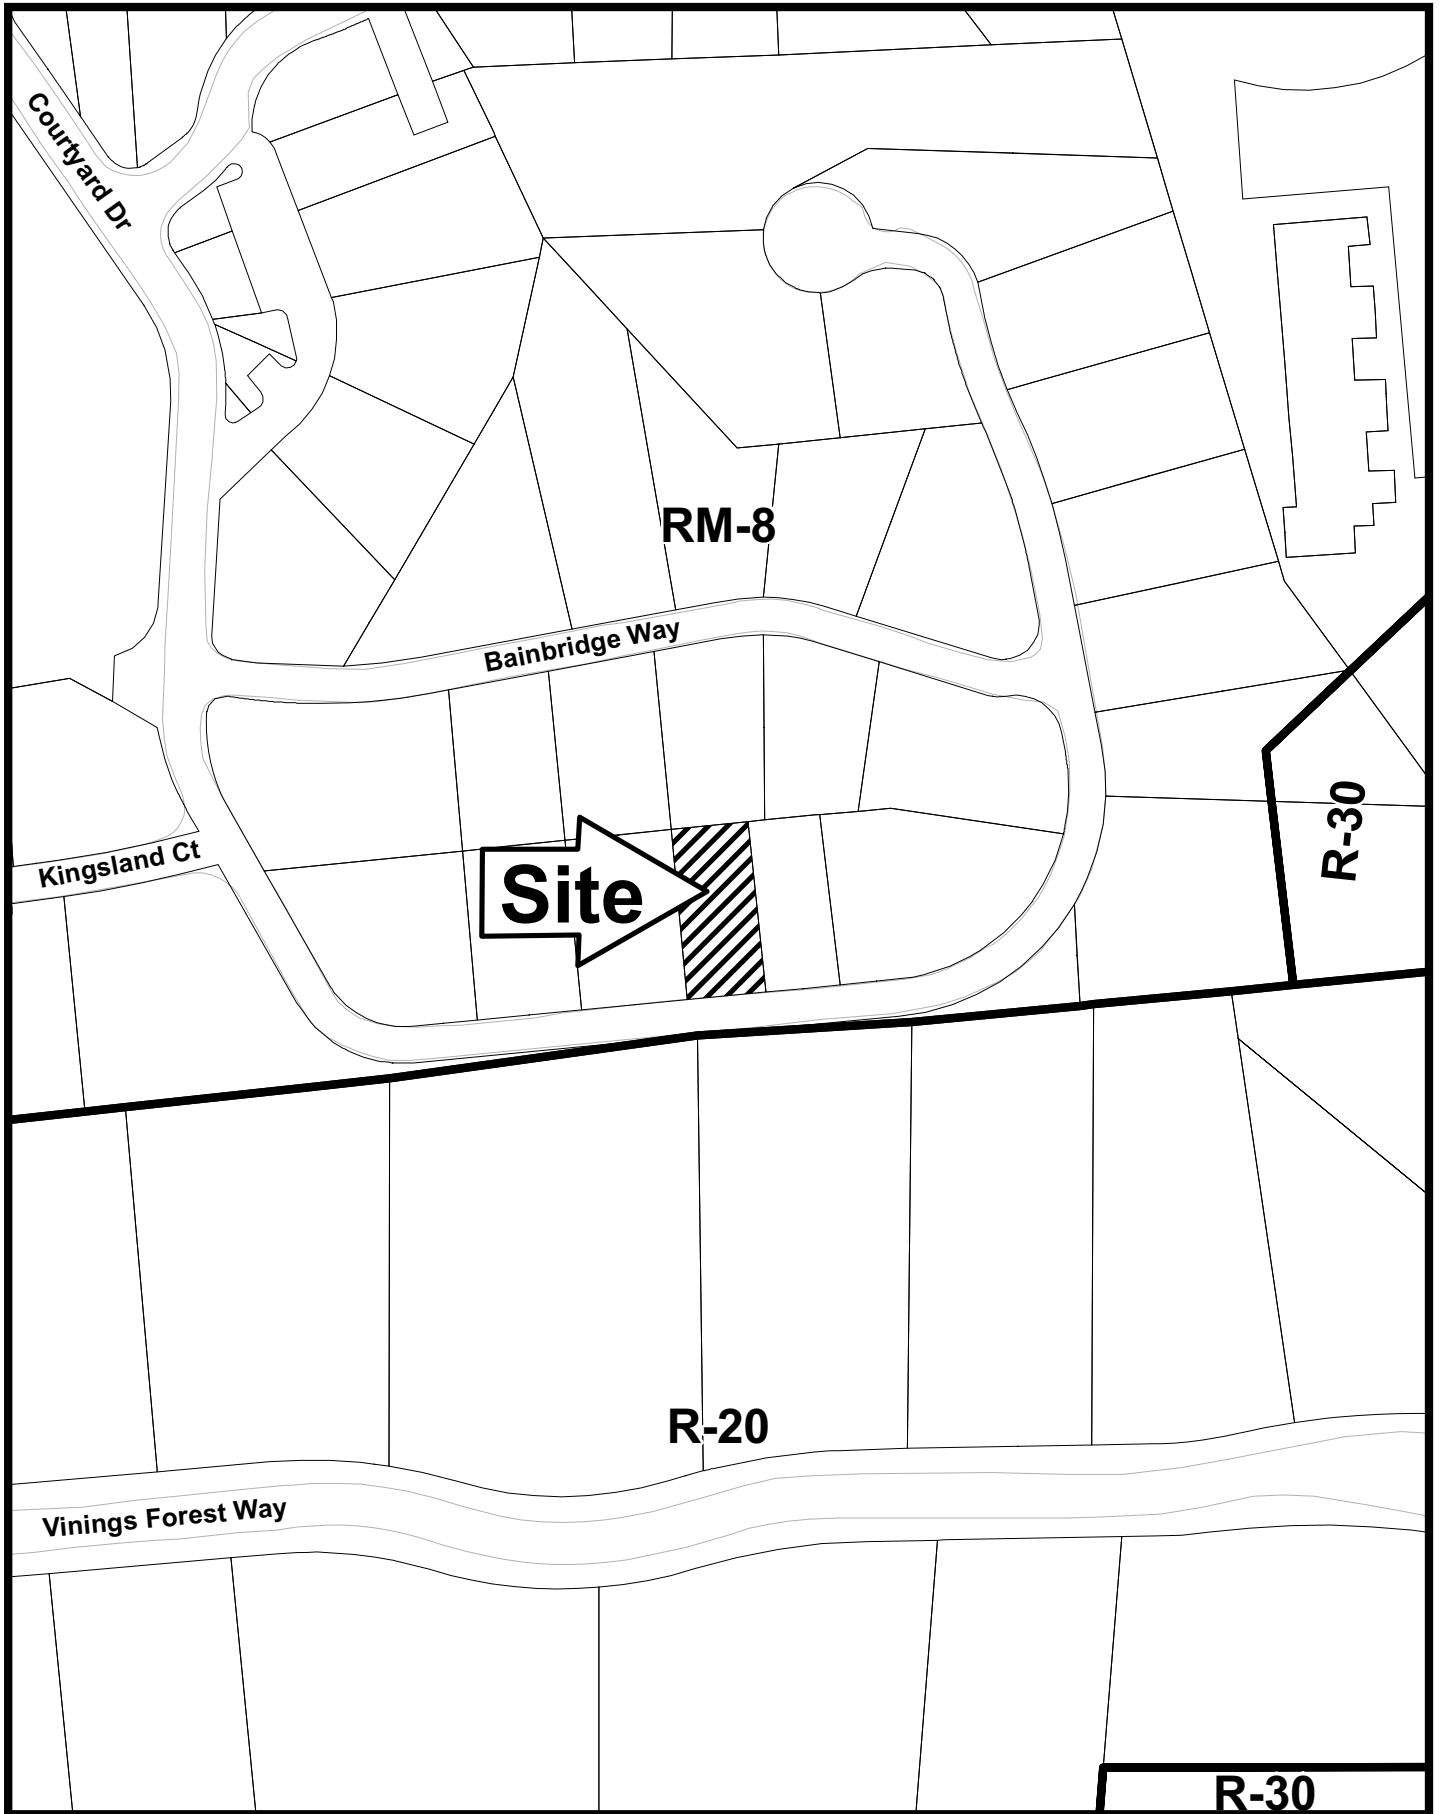 Courtyard Dr
RM-8
Bainbridge Way
R-30
Kingsland Ct
Site
R-20
Vinings Forest Way
R-30